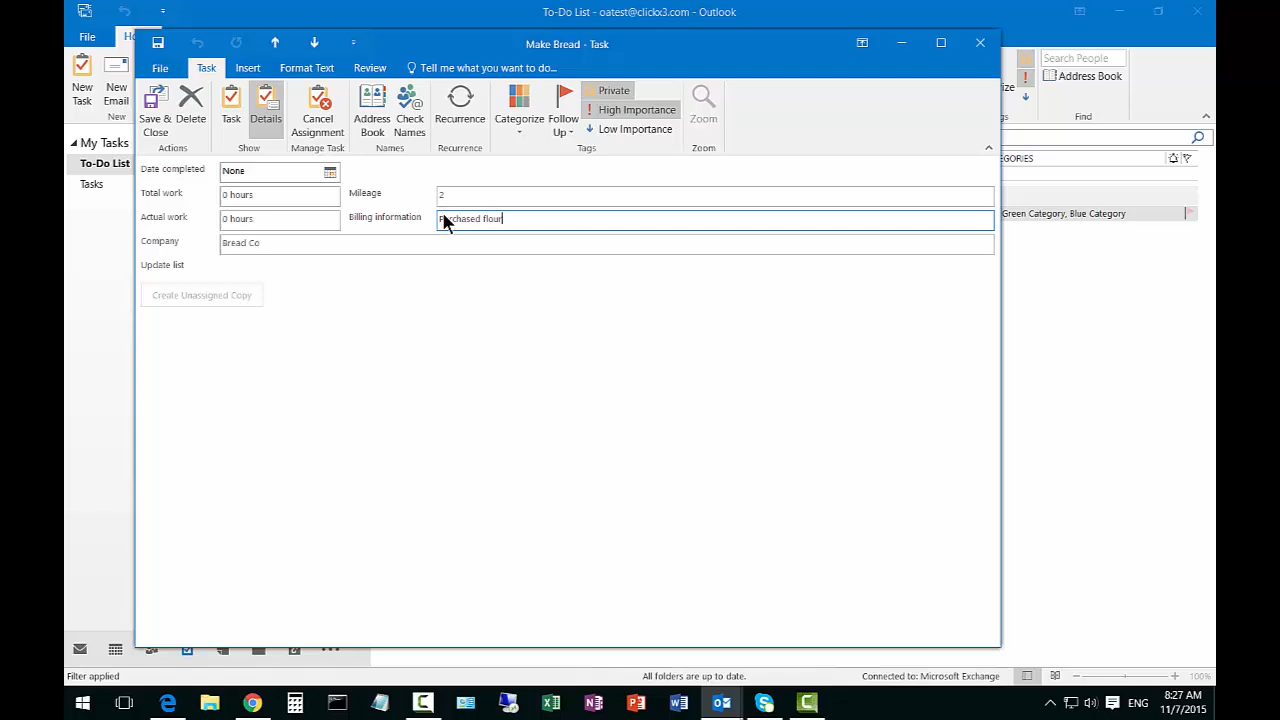 To-Do List - oatest@clickx3.com - Outlook
File
Make Bread - Task
File Task Insert Format Text Review Tell me what you want to do...
Search People
Address Book
Find
New Task
New Email
New
Save & Close
Delete
Actions
Task
Details
Show
Cancel Assignment
Manage Task
Address Book
Check Names
Names
Recurrence
Recurrence
Categorize
Follow Up
Private
High Importance
Low Importance
Tags
Zoom
Zoom
My Tasks
To-Do List
Tasks
Date completed None
Total work 0 hours Mileage 2
Actual work 0 hours Billing information Purchased flour
Company Bread Co
Update list
Create Unassigned Copy
Green Category, Blue Category
Filter applied
All folders are up to date.
Connected to: Microsoft Exchange
100%
ENG
8:27 AM
11/7/2015